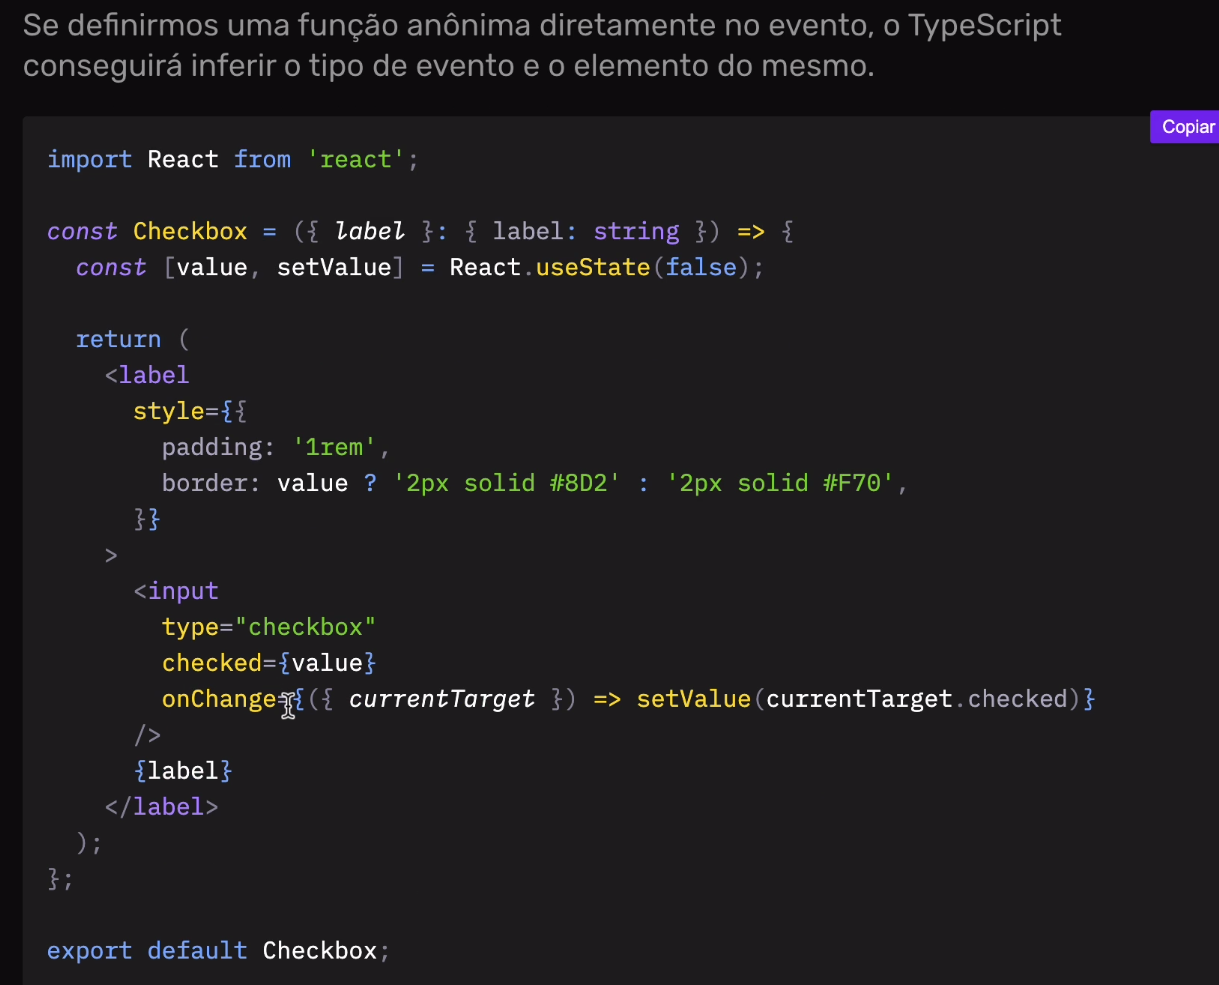 Se definirmos uma função anônima diretamente no evento, o TypeScript
conseguirá inferir o tipo de evento e o elemento do mesmo.
Copiar
import React from 'react';
const Checkbox = ({ label }: { label: string }) => {
  const [value, setValue] = React.useState(false);
  return (
    <label
      style={{
        padding: '1rem',
        border: value ? '2px solid #8D2' : '2px solid #F70',
      }}
    >
      <input
        type="checkbox"
        checked={value}
        onChange={({ currentTarget }) => setValue(currentTarget.checked)}
      />
      {label}
    </label>
  );
};
export default Checkbox;